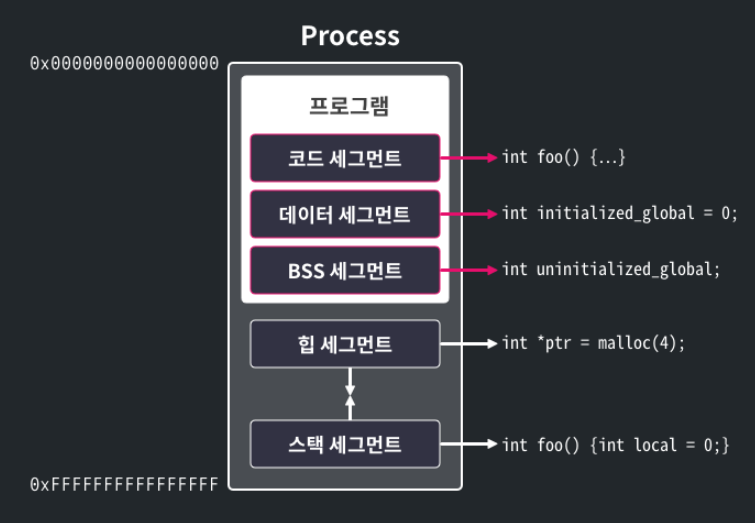 Process
0x0000000000000000
프로그램
코드 세그먼트
int foo() {...}
데이터 세그먼트
int initialized_global = 0;
BSS 세그먼트
int uninitialized_global;
힙 세그먼트
int *ptr = malloc(4);
스택 세그먼트
int foo() {int local = 0;}
0xFFFFFFFFFFFFFFFF